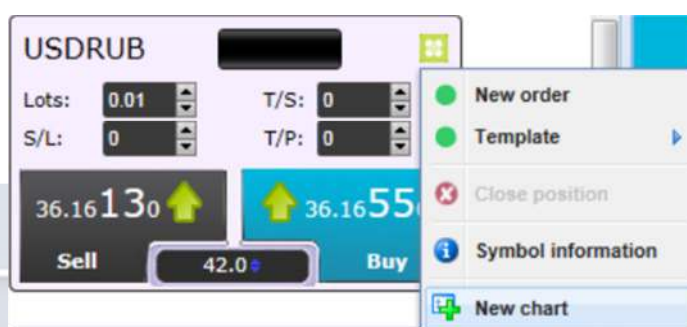 USDRUB
Lots: 0.01 T/S: 0
S/L: 0 T/P: 0
36.16130 36.1655
Sell 42.0 Buy
New order
Template
Close position
Symbol information
New chart